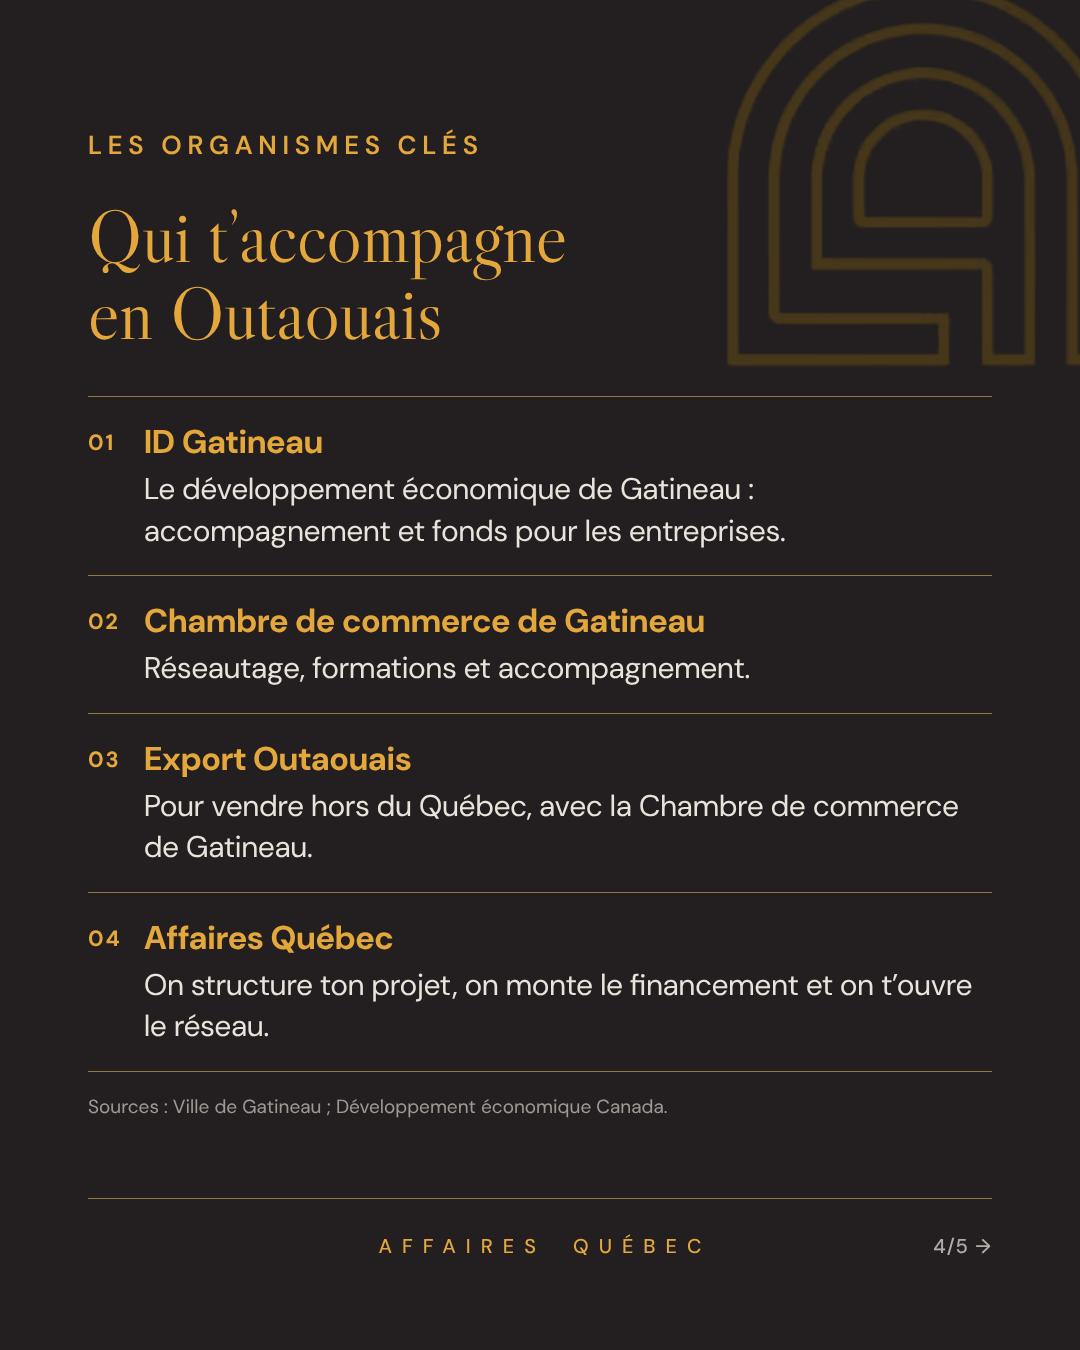 LES ORGANISMES CLÉS
Qui t’accompagne
en Outaouais
01 ID Gatineau
Le développement économique de Gatineau :
accompagnement et fonds pour les entreprises.
02 Chambre de commerce de Gatineau
Réseautage, formations et accompagnement.
03 Export Outaouais
Pour vendre hors du Québec, avec la Chambre de commerce
de Gatineau.
04 Affaires Québec
On structure ton projet, on monte le financement et on t’ouvre
le réseau.
Sources : Ville de Gatineau ; Développement économique Canada.
AFFAIRES QUÉBEC
4/5 →